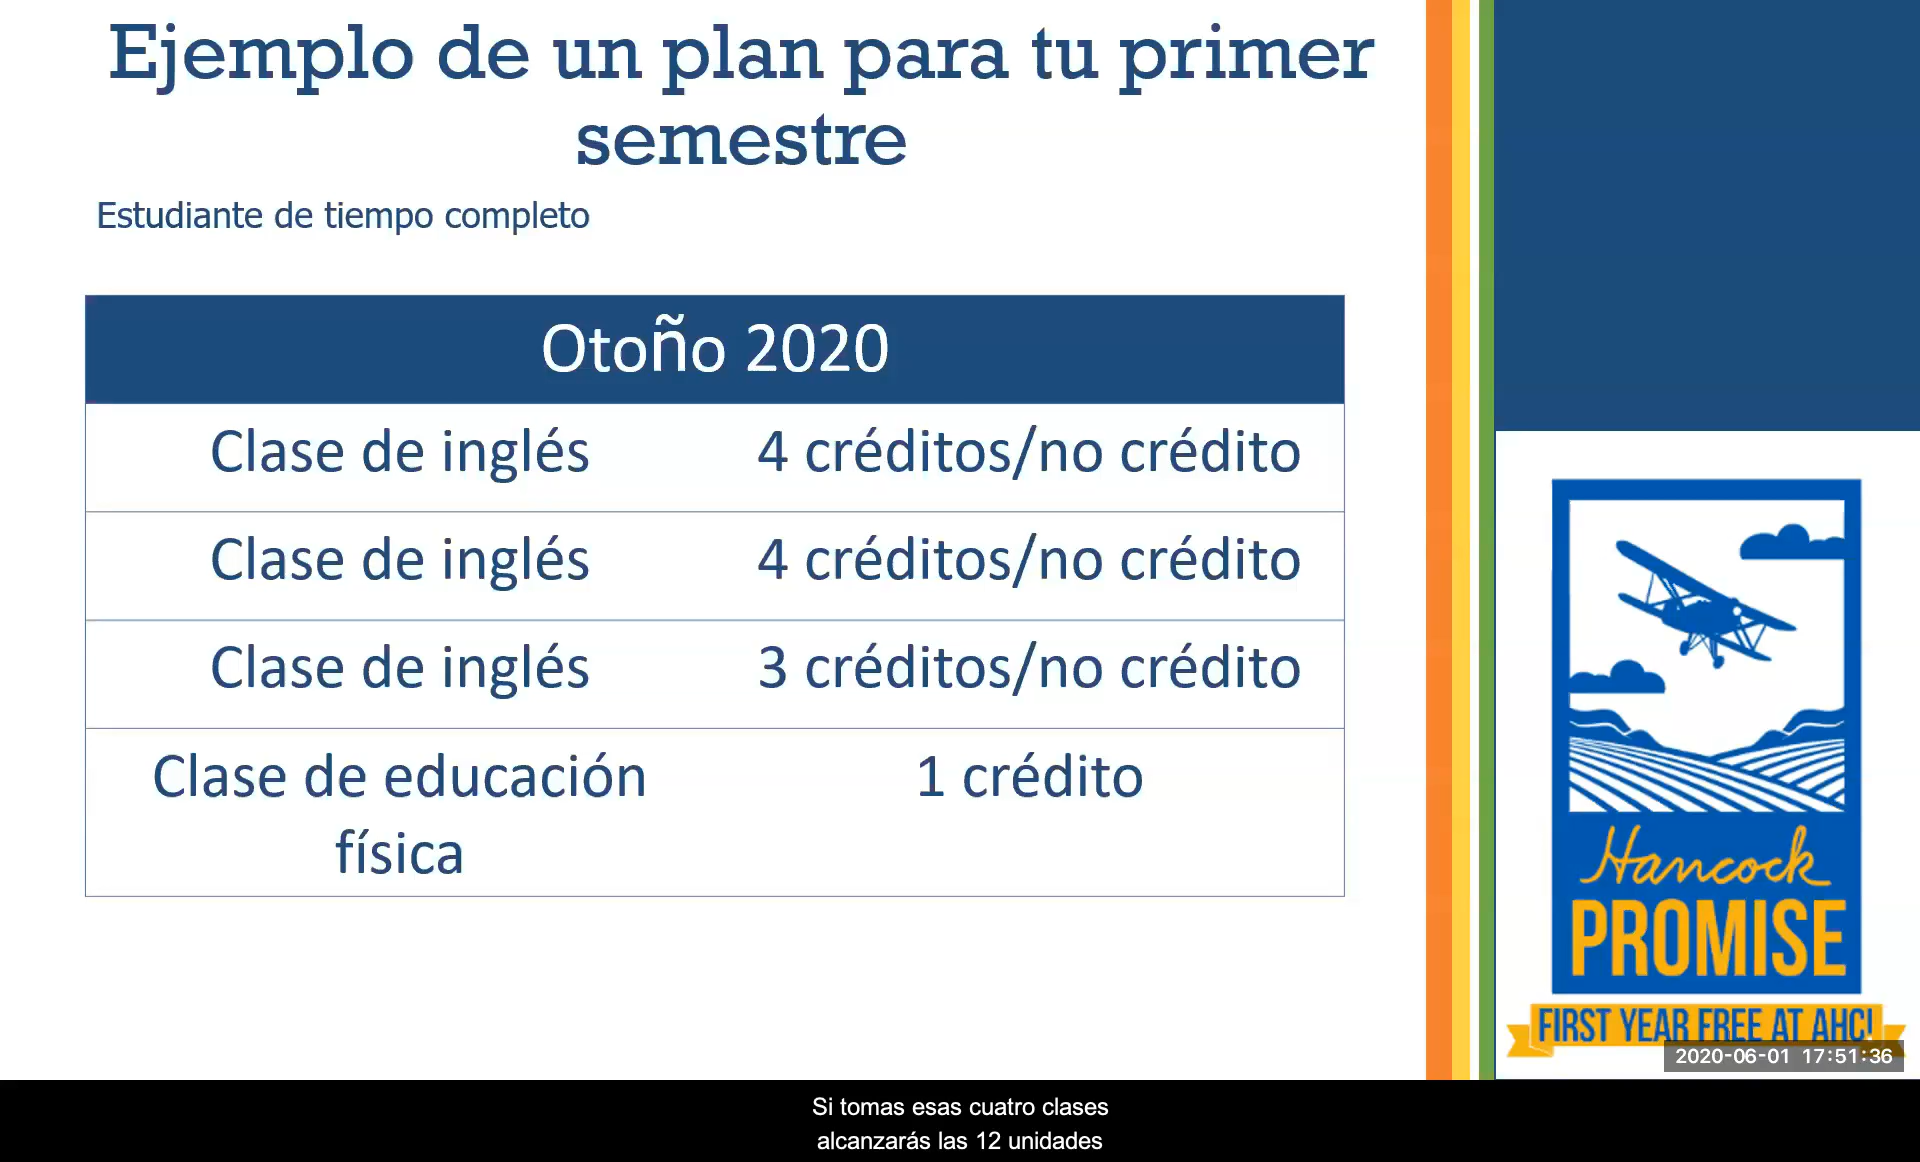 Ejemplo de un plan para tu primer
semestre
Estudiante de tiempo completo
Otoño 2020
Clase de inglés 4 créditos/no crédito
Clase de inglés 4 créditos/no crédito
Clase de inglés 3 créditos/no crédito
Clase de educación 1 crédito
física
Hancock
PROMISE
FIRST YEAR FREE AT AHC!
2020-06-01 17:51:36
Si tomas esas cuatro clases
alcanzarás las 12 unidades